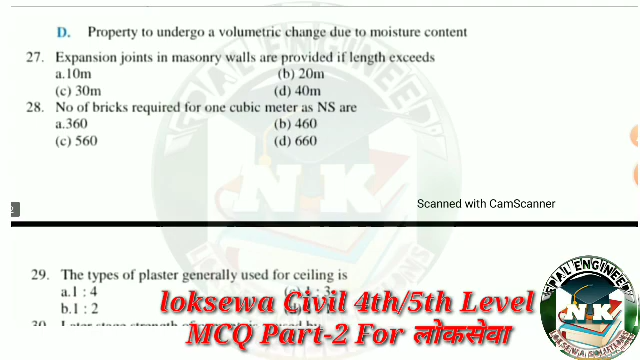 D. Property to undergo a volumetric change due to moisture content
27. Expansion joints in masonry walls are provided if length exceeds
a.10m (b) 20m
(c) 30m (d) 40m
28. No of bricks required for one cubic meter as NS are
a.360 (b) 460
(c) 560 (d) 660
NK
Scanned with CamScanner
29. The types of plaster generally used for ceiling is
a.1 : 4
b.1 : 2
loksewa Civil 4th/5th Level
MCQ Part-2 For लोकसेवा
NK